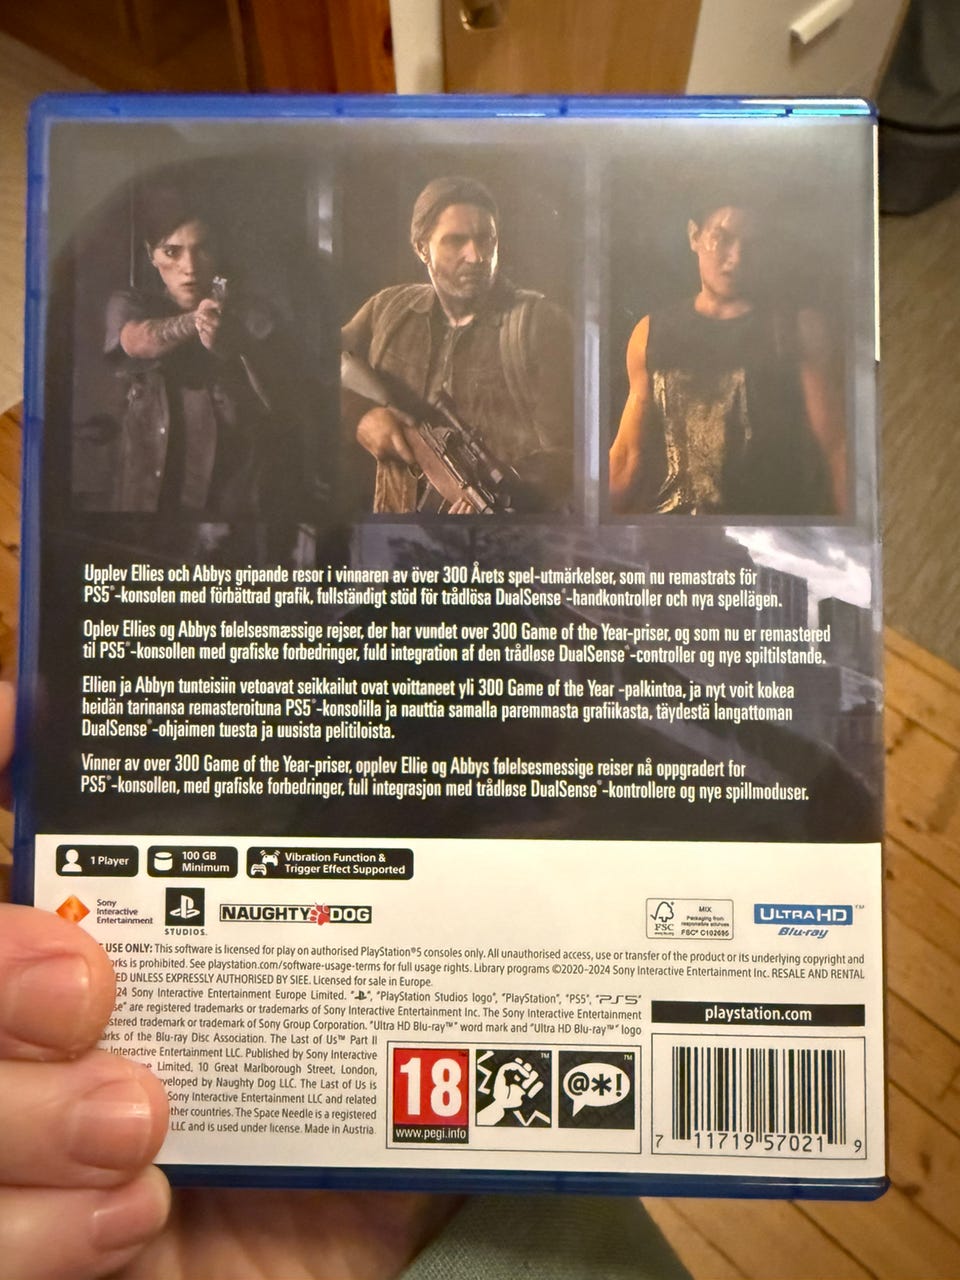 Upplev Ellies och Abbys gripande resor i vinnaren av över 300 Årets spel-utmärkelser, som nu remastrats för
PS5®-konsolen med förbättrad grafik, fullständigt stöd för trådlösa DualSense®-handkontroller och nya spellägen.
Oplev Ellies og Abbys følelsesmæssige rejser, der har vundet over 300 Game of the Year-priser, og som nu er remastered
til PS5®-konsollen med grafiske forbedringer, fuld integration af den trådløse DualSense®-controller og nye spiltilstande.
Ellien ja Abbyn tunteisiin vetoavat seikkailut ovat voittaneet yli 300 Game of the Year -palkintoa, ja nyt voit kokea
heidän tarinansa remasteroituna PS5®-konsolilla ja nauttia samalla paremmasta grafiikasta, täydestä langattoman
DualSense®-ohjaimen tuesta ja uusista pelitiloista.
Vinner av over 300 Game of the Year-priser, opplev Ellie og Abbys følelsesmessige reiser nå oppgradert for
PS5®-konsollen, med grafiske forbedringer, full integrasjon med trådløse DualSense®-kontrollere og nye spillmoduser.
1 Player
100 GB
Minimum
Vibration Function &
Trigger Effect Supported
Sony
Interactive
Entertainment
STUDIOS.
NAUGHTY DOG
FSC
MIX
Packaging from
responsible sources
FSC® C102695
ULTRA HD™
Blu-ray
USE ONLY: This software is licensed for play on authorised PlayStation®5 consoles only. All unauthorised access, use or transfer of the product or its underlying copyright and
rks is prohibited. See playstation.com/software-usage-terms for full usage rights. Library programs ©2020-2024 Sony Interactive Entertainment Inc. RESALE AND RENTAL
ED UNLESS EXPRESSLY AUTHORISED BY SIEE. Licensed for sale in Europe.
24 Sony Interactive Entertainment Europe Limited. "", "PlayStation Studios logo", "PlayStation", "PS5", "PS5
se" are registered trademarks or trademarks of Sony Interactive Entertainment Inc. The Sony Interactive Entertainment
stered trademark or trademark of Sony Group Corporation. "Ultra HD Blu-ray™" word mark and "Ultra HD Blu-ray™" logo
arks of the Blu-ray Disc Association. The Last of Us™ Part II
Interactive Entertainment LLC. Published by Sony Interactive
e Limited, 10 Great Marlborough Street, London,
veloped by Naughty Dog LLC. The Last of Us is
Sony Interactive Entertainment LLC and related
ther countries. The Space Needle is a registered
LLC and is used under license. Made in Austria.
playstation.com
18
www.pegi.info
™
@*!
™
7 11719 57021 9